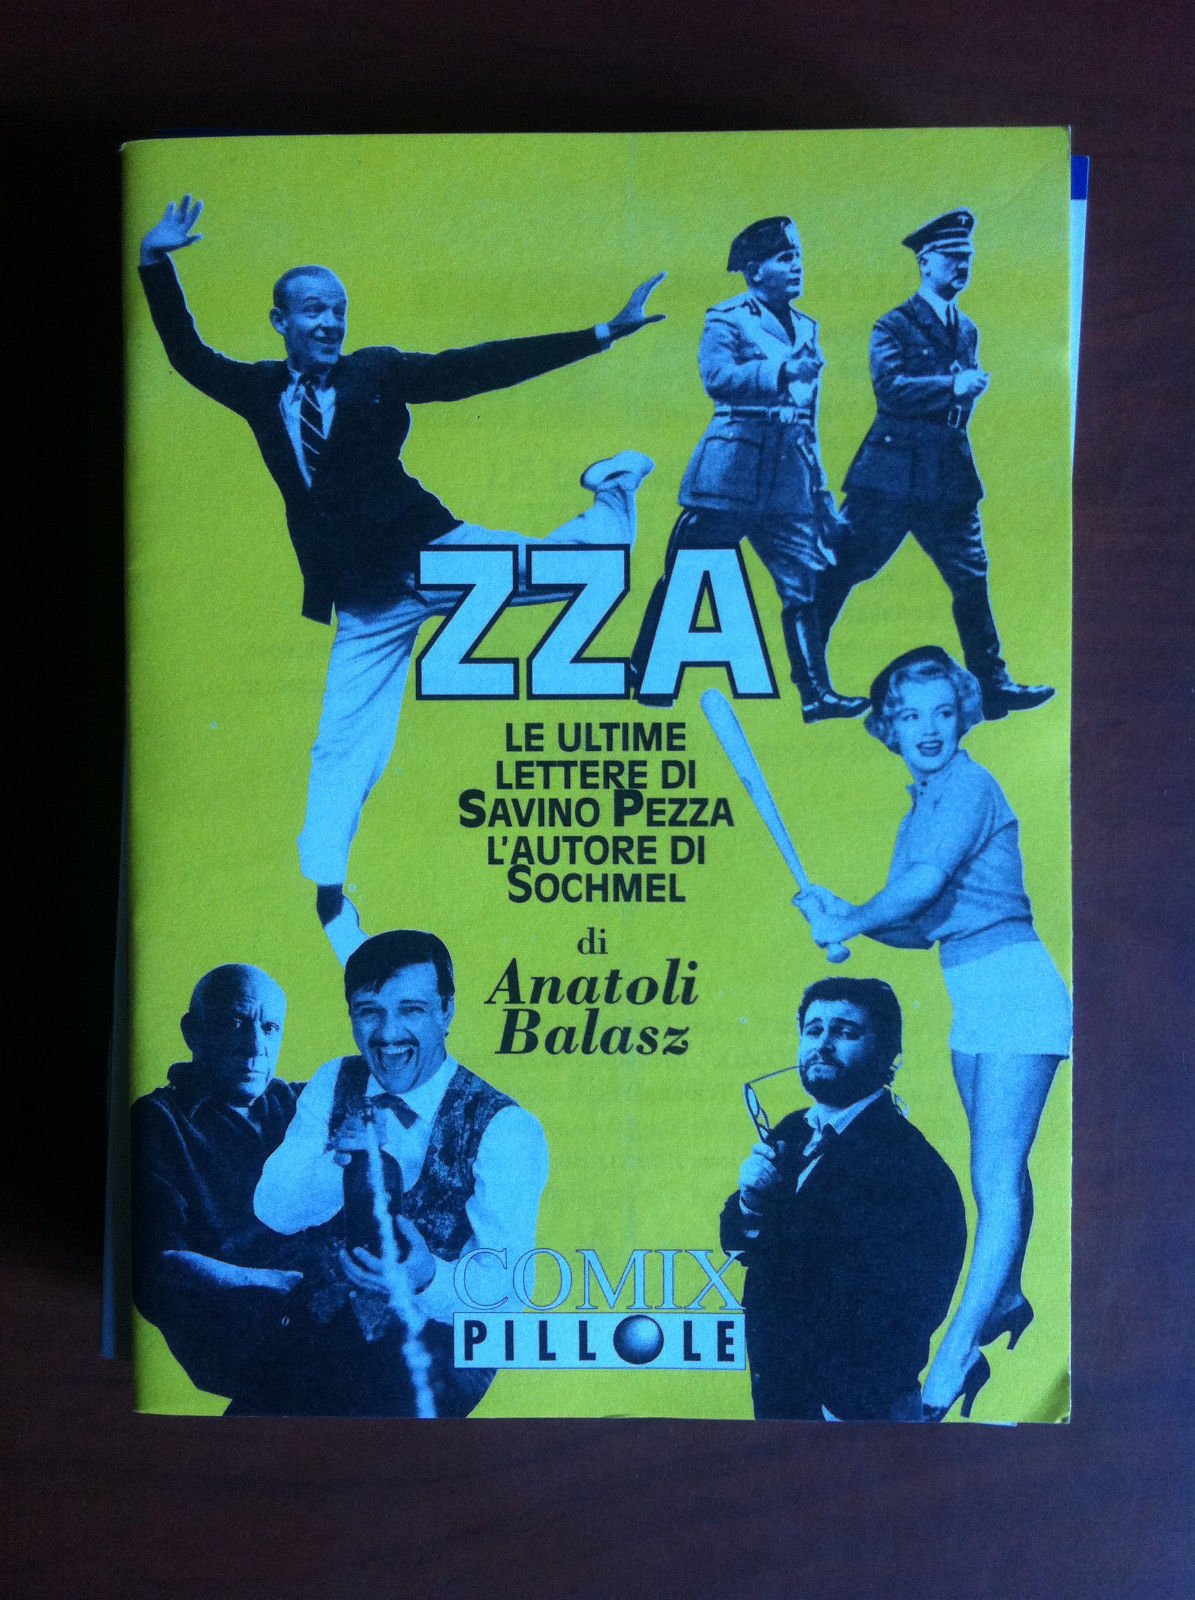 ZZA
LE ULTIME
LETTERE DI
SAVINO PEZZA
L'AUTORE DI
SOCHMEL
di
Anatoli
Balasz
COMIX
PILLOLE